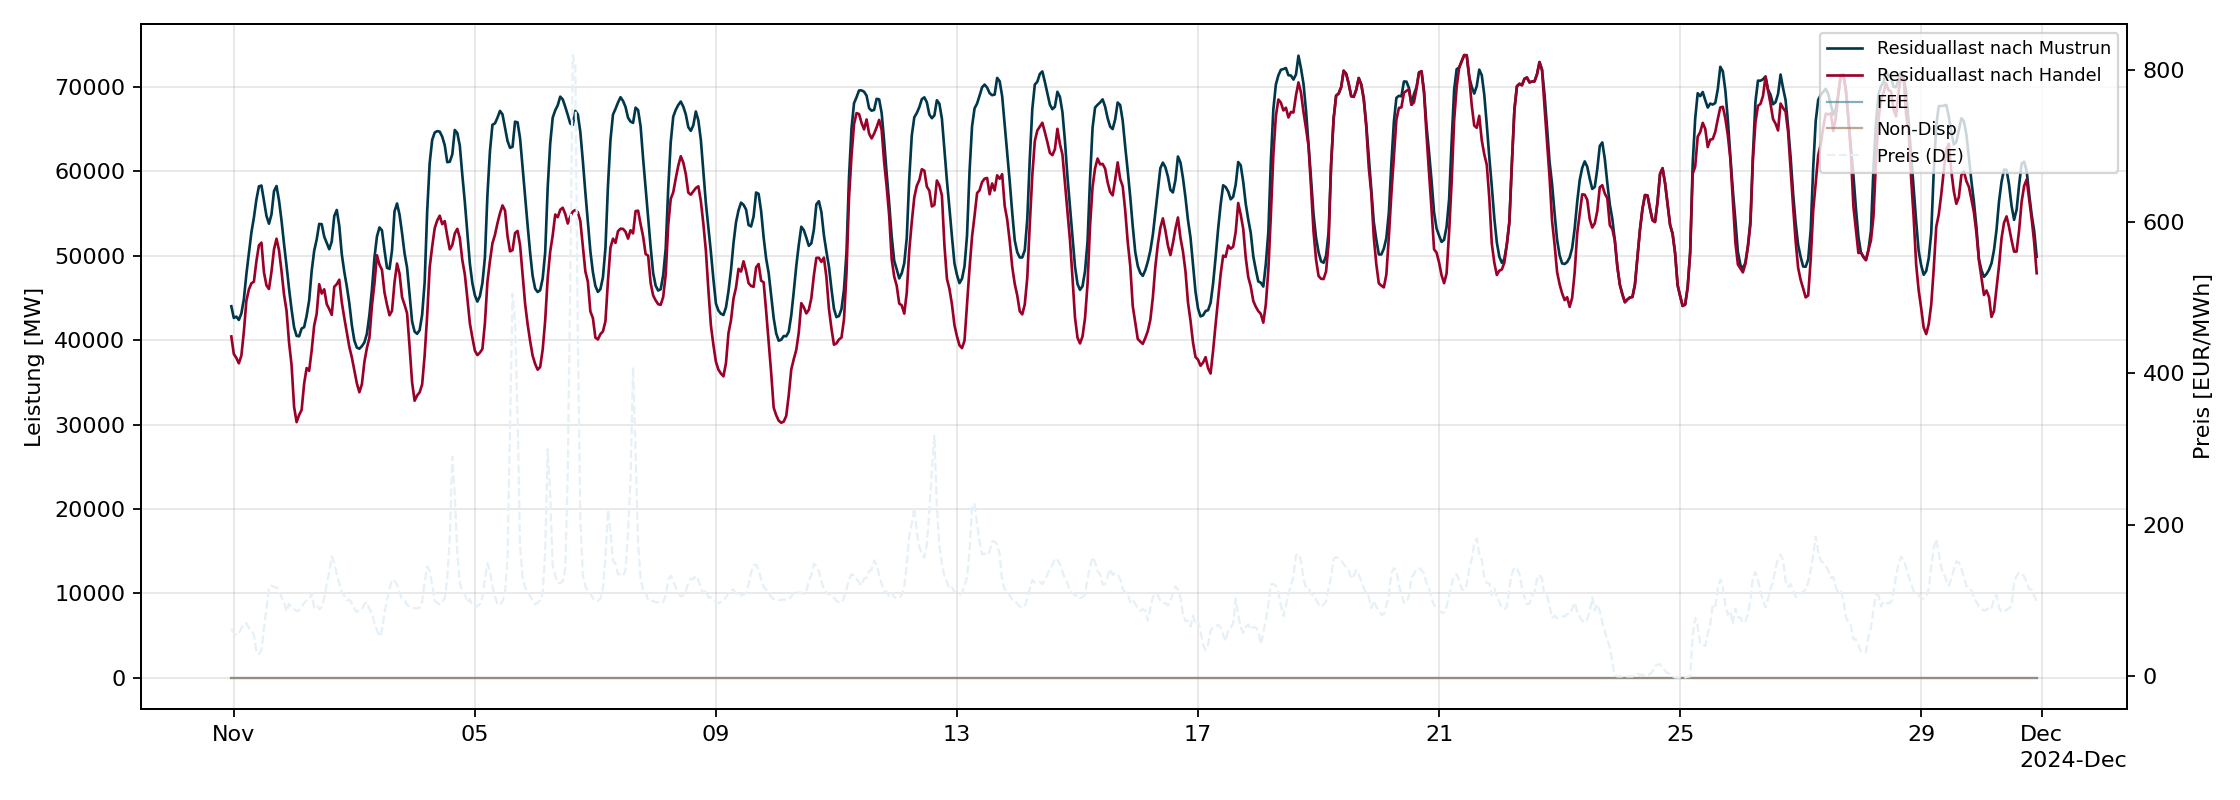 Residuallast nach Mustrun
Residuallast nach Handel
FEE
Non-Disp
Preis (DE)
Leistung [MW]
70000
60000
50000
40000
30000
20000
10000
0
Preis [EUR/MWh]
800
600
400
200
0
Nov 05 09 13 17 21 25 29 Dec
2024-Dec